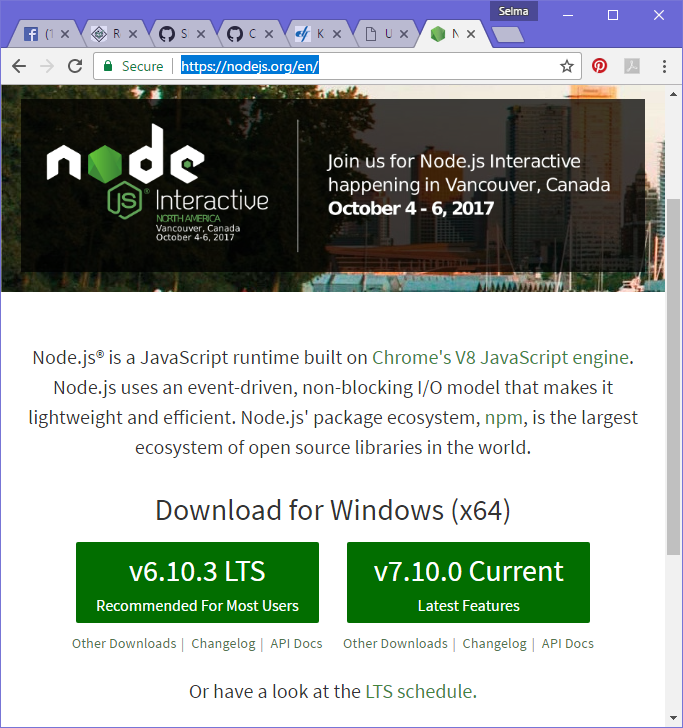 Selma
(1
R
S
C
K
U
N
Secure
https://nodejs.org/en/
node
JS
®
Interactive
NORTH AMERICA
Vancouver, Canada
October 4-6, 2017
Join us for Node.js Interactive
happening in Vancouver, Canada
October 4 - 6, 2017
Node.js® is a JavaScript runtime built on Chrome's V8 JavaScript engine.
Node.js uses an event-driven, non-blocking I/O model that makes it
lightweight and efficient. Node.js' package ecosystem, npm, is the largest
ecosystem of open source libraries in the world.
Download for Windows (x64)
v6.10.3 LTS
Recommended For Most Users
v7.10.0 Current
Latest Features
Other Downloads | Changelog | API Docs
Other Downloads | Changelog | API Docs
Or have a look at the LTS schedule.